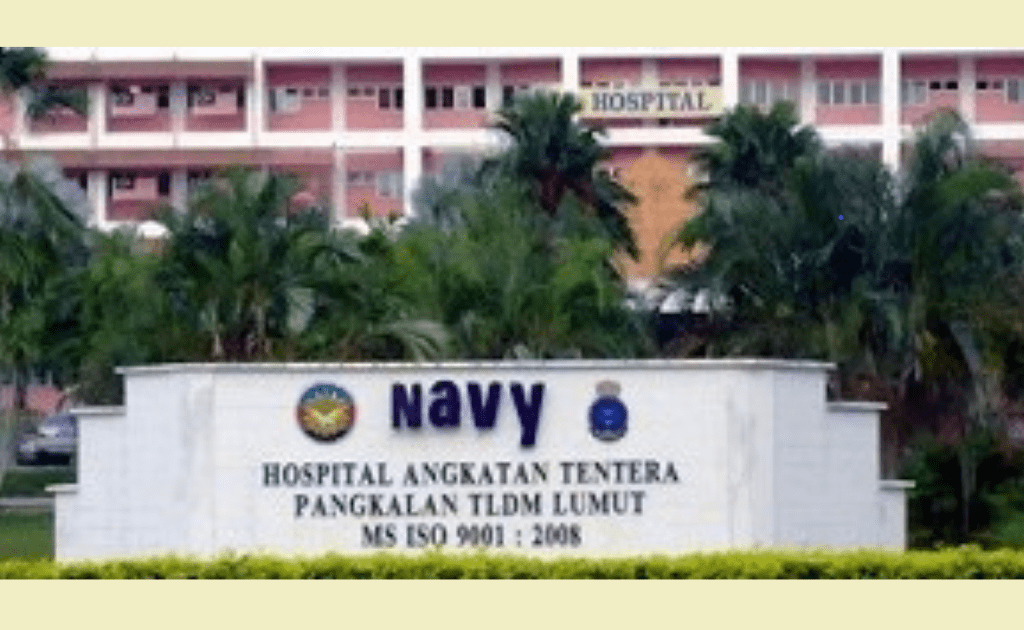 HOSPITAL
NAVY
HOSPITAL ANGKATAN TENTERA
PANGKALAN TLDM LUMUT
MS ISO 9001 : 2008